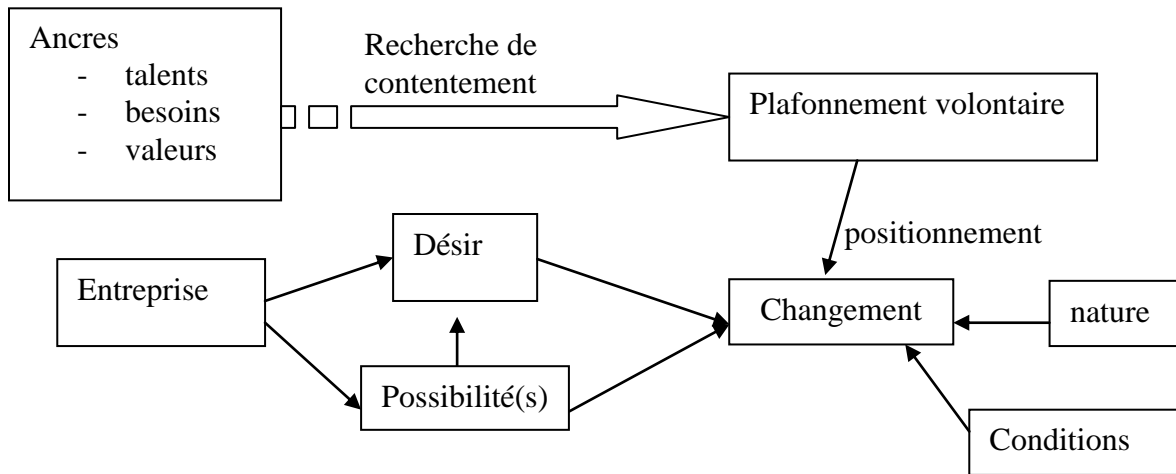 Ancres
- talents
- besoins
- valeurs
Recherche de
contentement
Plafonnement volontaire
positionnement
Désir
Entreprise
Changement
nature
Possibilité(s)
Conditions